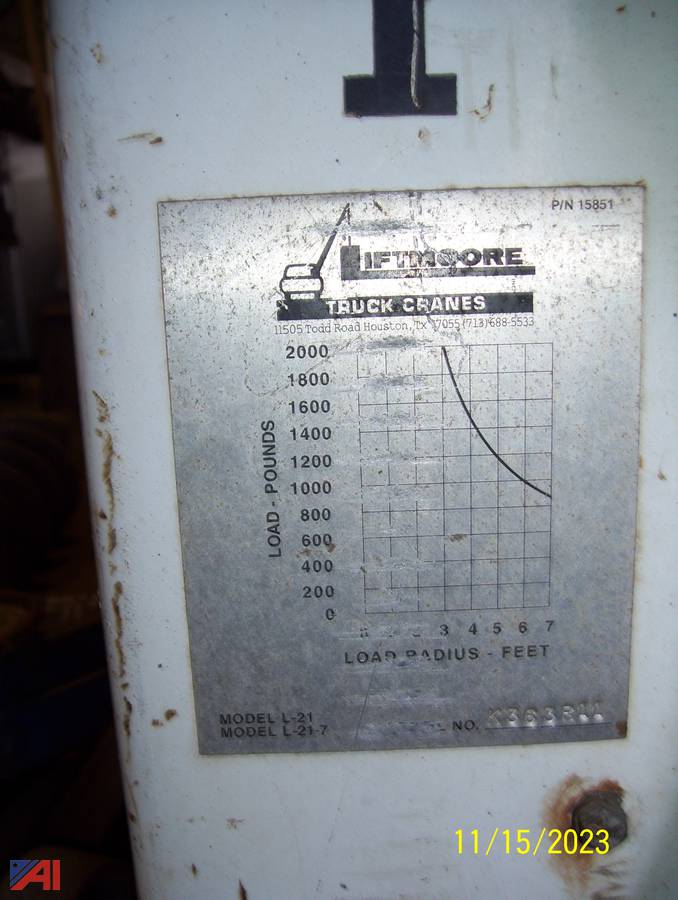 I
P/N 15851
LIFTMOORE
TRUCK CRANES
11505 Todd Road Houston, Tx 77055 (713) 688-5533
2000
1800
1600
1400
1200
1000
800
600
400
200
0
LOAD - POUNDS
3 4 5 6 7
LOAD RADIUS - FEET
MODEL L-21
MODEL L-21-7
NO.
11/15/2023
AI